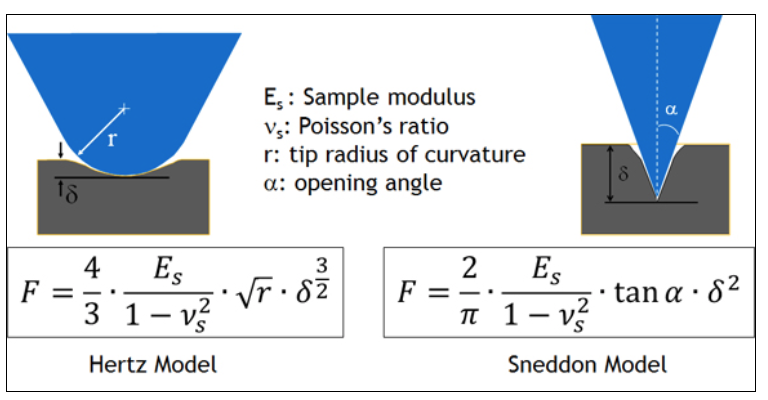 r
δ
Eₛ : Sample modulus
νₛ: Poisson’s ratio
r: tip radius of curvature
α: opening angle
α
δ
F = 4/3 · Eₛ/(1 − νₛ²) · √r · δ^(3/2)
Hertz Model
F = 2/π · Eₛ/(1 − νₛ²) · tan α · δ²
Sneddon Model